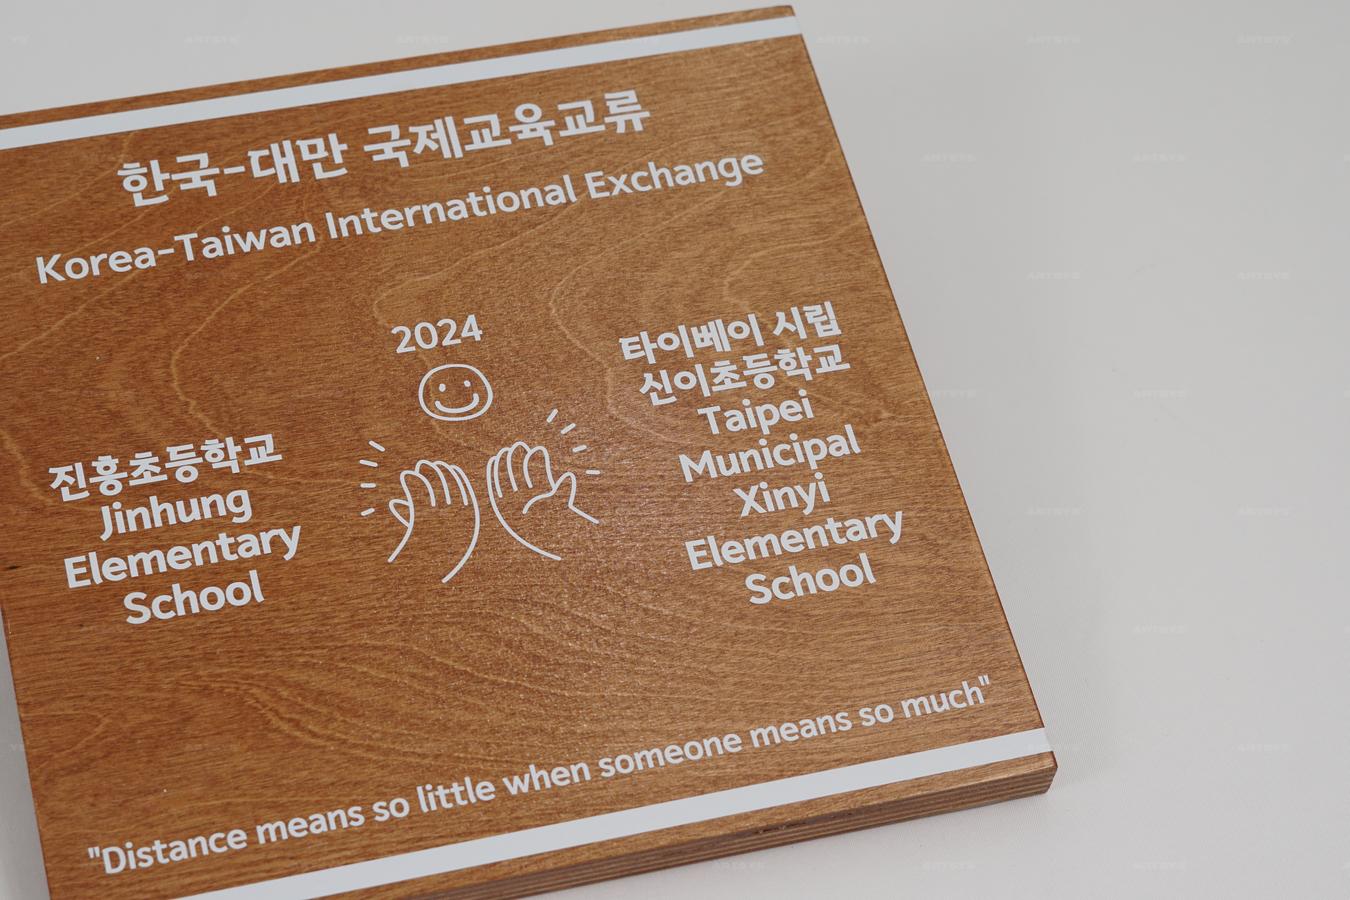 한국-대만 국제교육교류
Korea-Taiwan International Exchange
2024
진흥초등학교
Jinhung
Elementary
School
타이베이 시립
신이초등학교
Taipei
Municipal
Xinyi
Elementary
School
"Distance means so little when someone means so much"